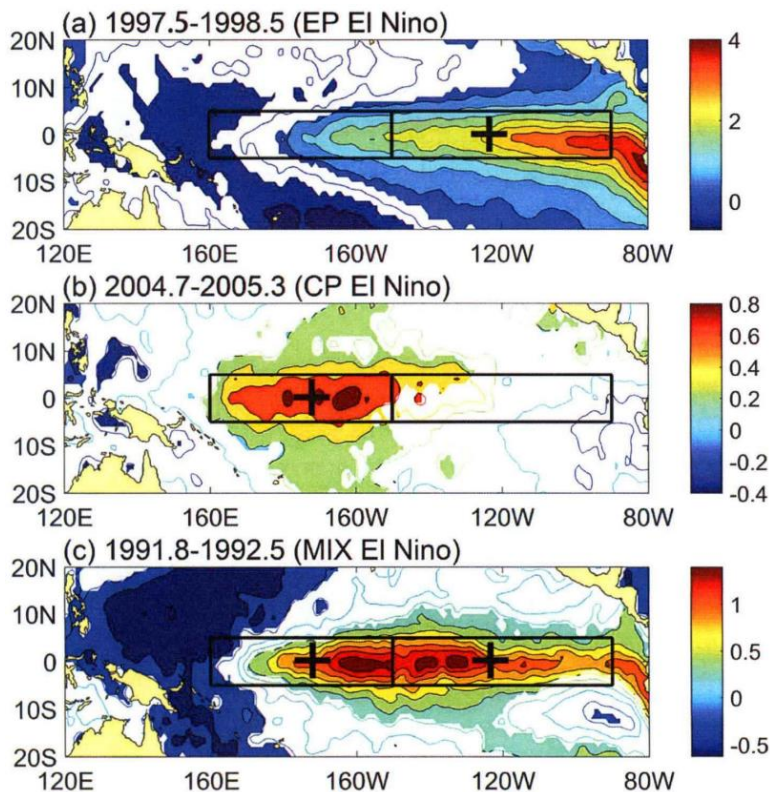 (a) 1997.5-1998.5 (EP El Nino)
20N
10N
0
10S
20S
120E 160E 160W 120W 80W
4
2
0
(b) 2004.7-2005.3 (CP El Nino)
20N
10N
0
10S
20S
120E 160E 160W 120W 80W
0.8
0.6
0.4
0.2
0
-0.2
-0.4
(c) 1991.8-1992.5 (MIX El Nino)
20N
10N
0
10S
20S
120E 160E 160W 120W 80W
1
0.5
0
-0.5